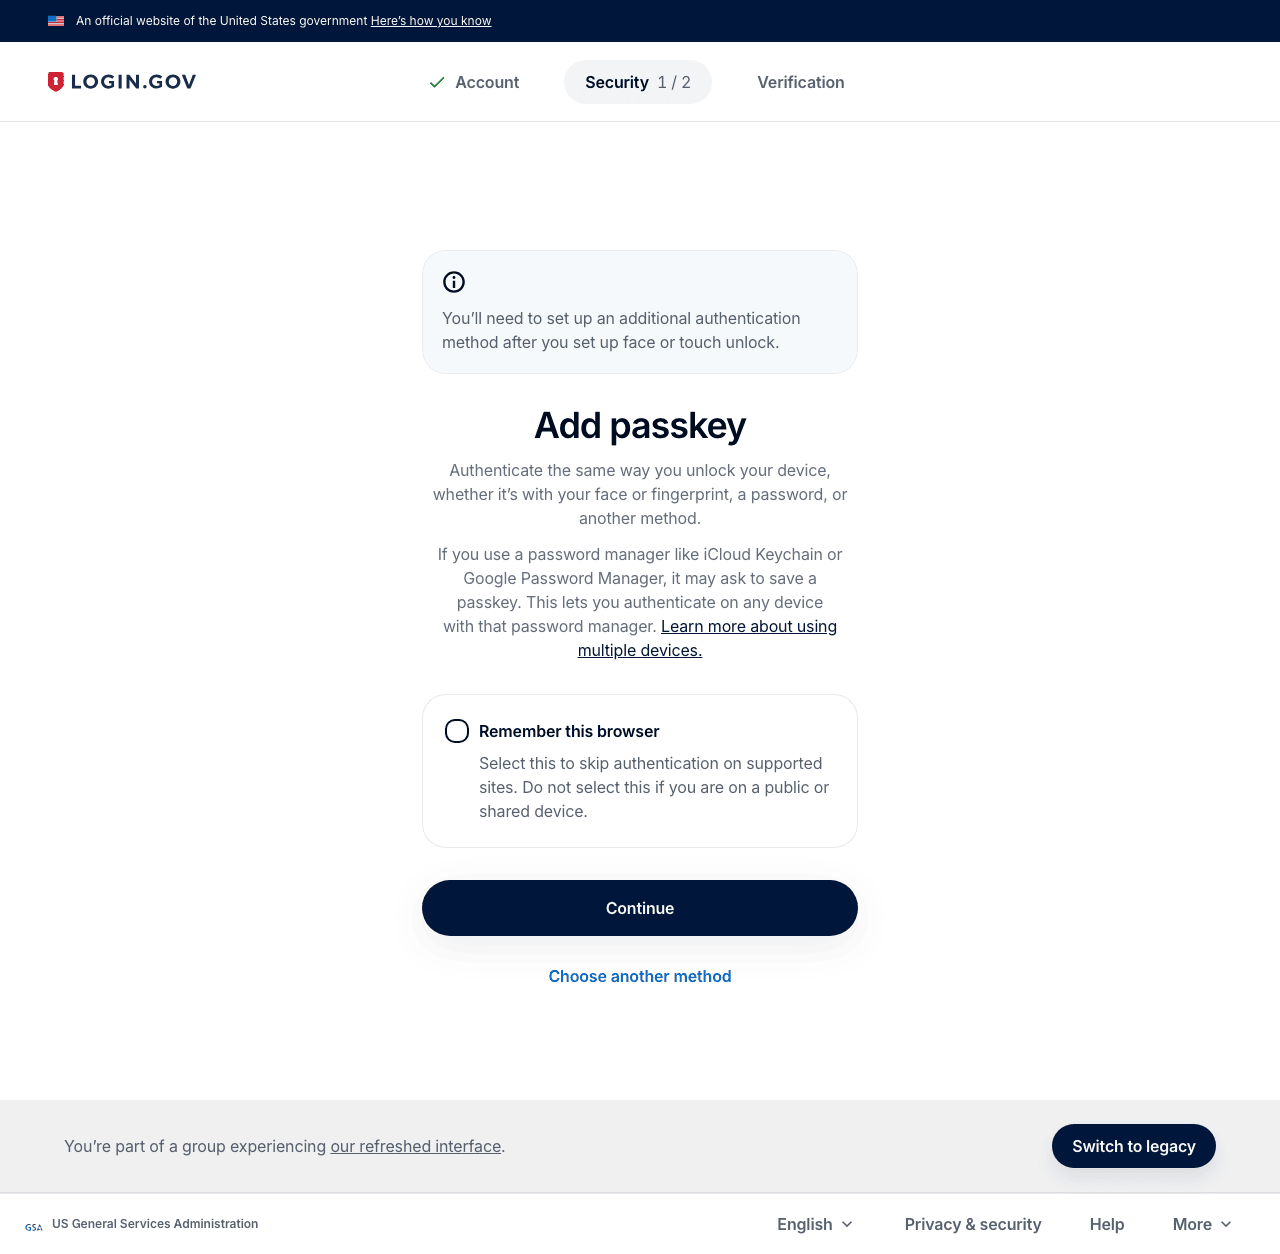 An official website of the United States government Here’s how you know
LOGIN.GOV
Account
Security 1 / 2
Verification
You’ll need to set up an additional authentication
method after you set up face or touch unlock.
Add passkey
Authenticate the same way you unlock your device,
whether it’s with your face or fingerprint, a password, or
another method.
If you use a password manager like iCloud Keychain or
Google Password Manager, it may ask to save a
passkey. This lets you authenticate on any device
with that password manager. Learn more about using
multiple devices.
Remember this browser
Select this to skip authentication on supported
sites. Do not select this if you are on a public or
shared device.
Continue
Choose another method
You’re part of a group experiencing our refreshed interface.
Switch to legacy
GSA
US General Services Administration
English
Privacy & security
Help
More